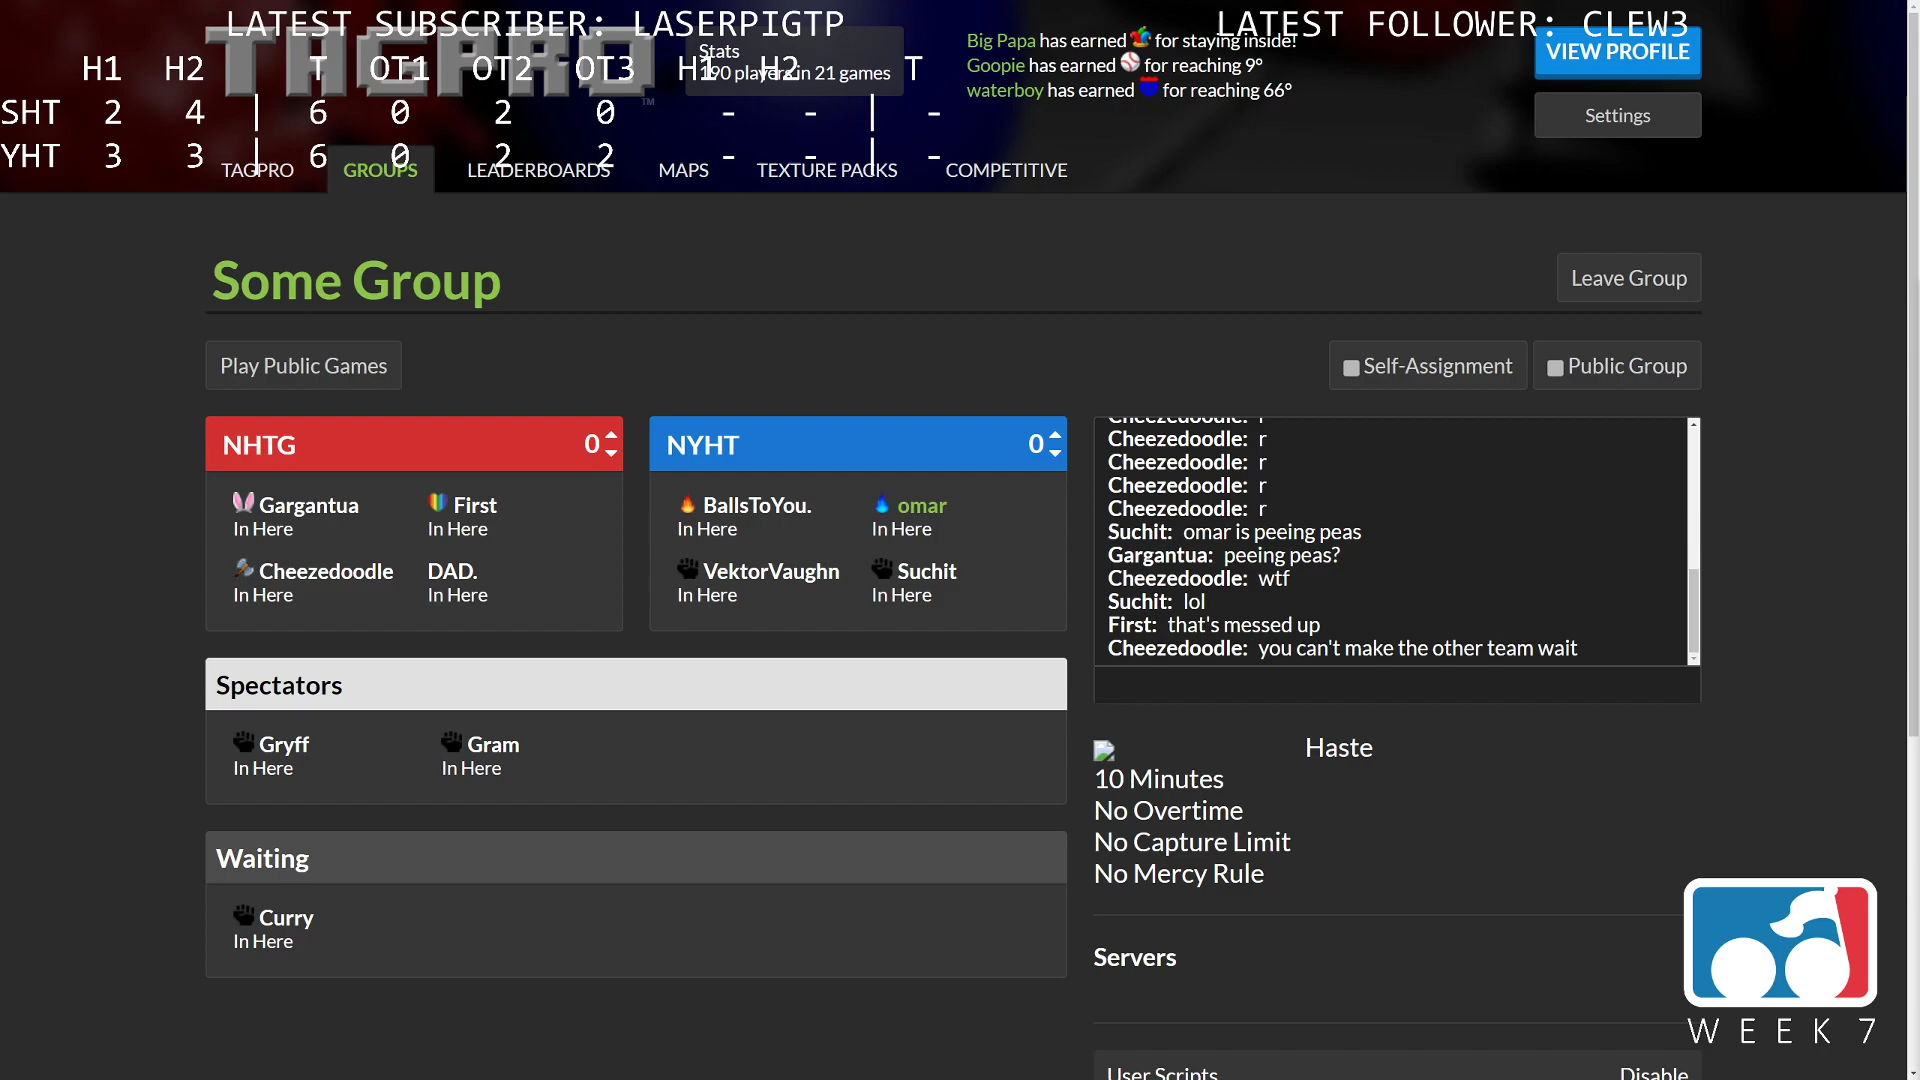 LATEST SUBSCRIBER: LASERPIGTP
LATEST FOLLOWER: CLEW3
TAGPRO™
Stats
190 players in 21 games
Big Papa has earned for staying inside!
Goopie has earned for reaching 9°
waterboy has earned for reaching 66°
VIEW PROFILE
Settings
H1 H2 T OT1 OT2 OT3 H1 H2 T
SHT 2 4 | 6 0 2 0 - - | -
YHT 3 3 | 6 0 2 2 - - | -
TAGPRO GROUPS LEADERBOARDS MAPS TEXTURE PACKS COMPETITIVE
Some Group
Leave Group
Play Public Games
Self-Assignment
Public Group
NHTG 0
Gargantua First
In Here In Here
Cheezedoodle DAD.
In Here In Here
NYHT 0
BallsToYou. omar
In Here In Here
VektorVaughn Suchit
In Here In Here
Cheezedoodle: r
Cheezedoodle: r
Cheezedoodle: r
Cheezedoodle: r
Cheezedoodle: r
Suchit: omar is peeing peas
Gargantua: peeing peas?
Cheezedoodle: wtf
Suchit: lol
First: that's messed up
Cheezedoodle: you can't make the other team wait
Spectators
Gryff Gram
In Here In Here
Waiting
Curry
In Here
Haste
10 Minutes
No Overtime
No Capture Limit
No Mercy Rule
Servers
WEEK 7
User Scripts Disable